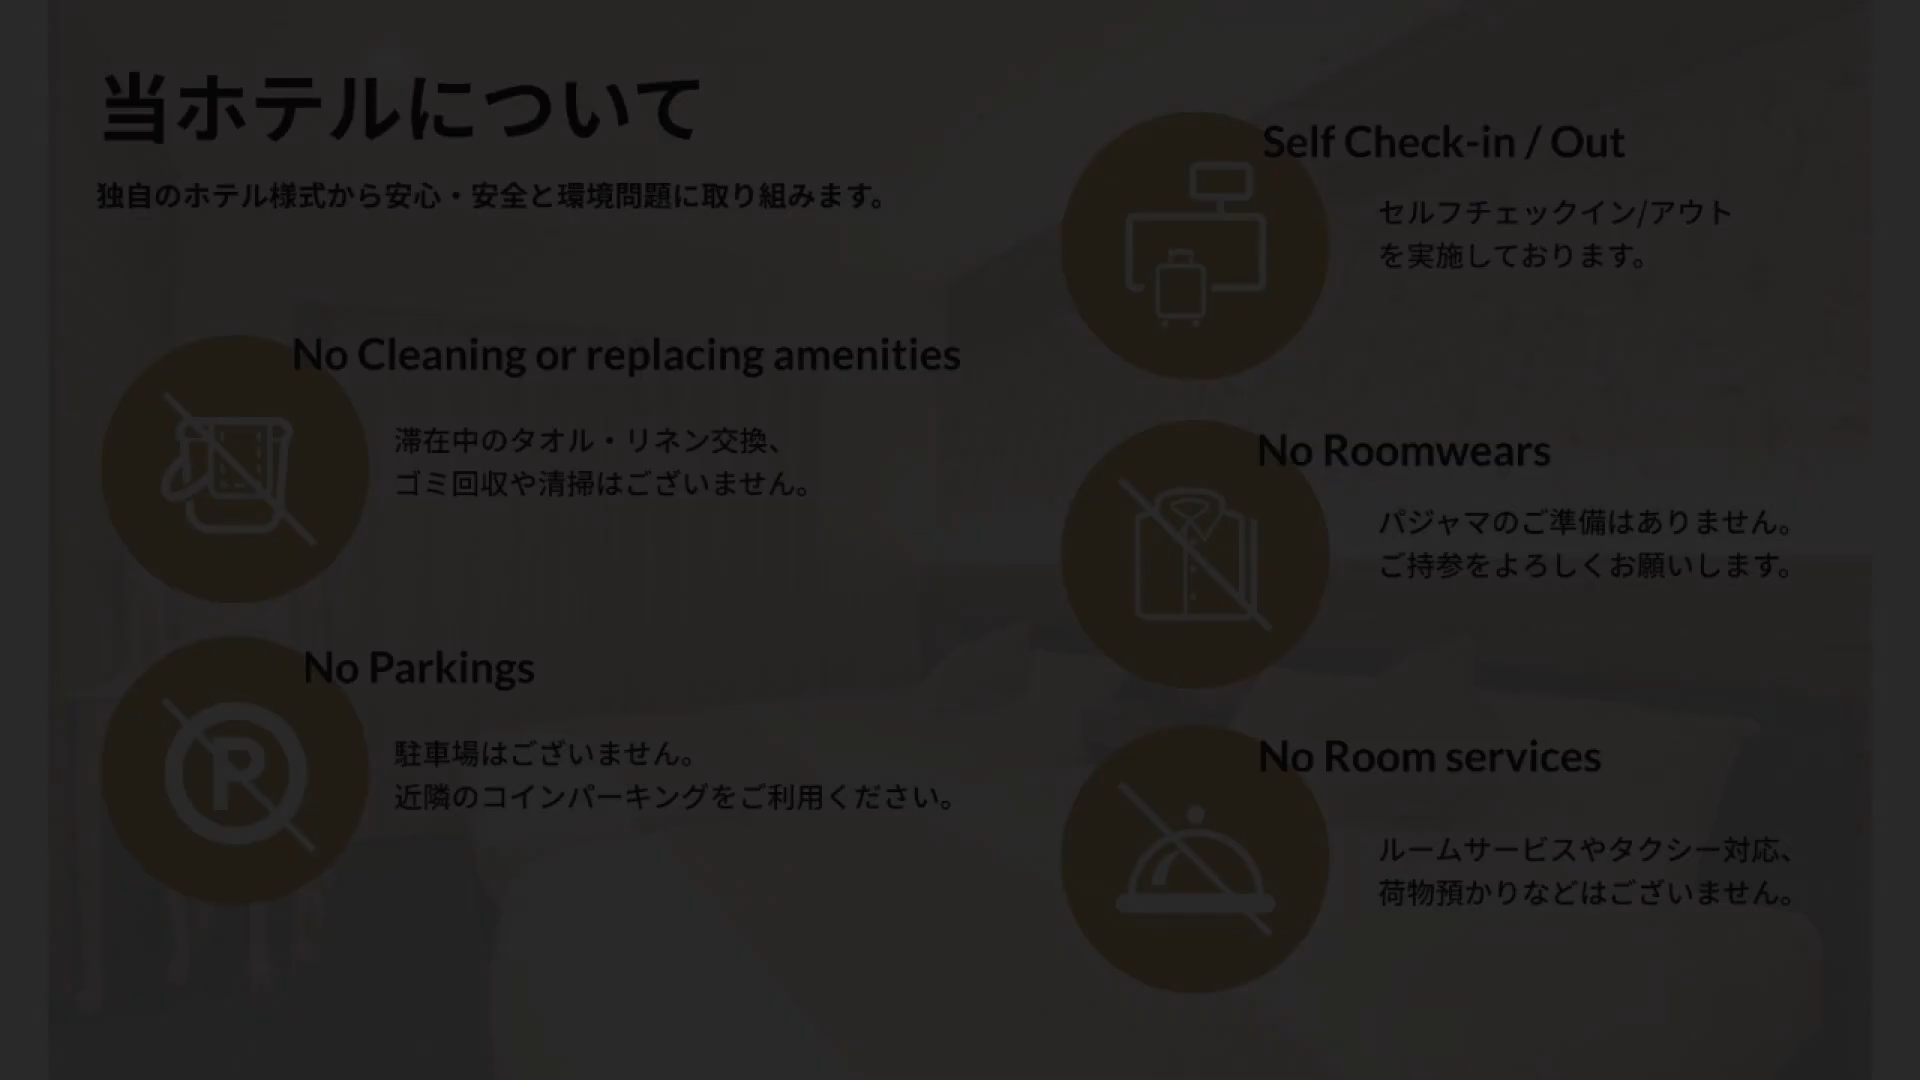 当ホテルについて
独自のホテル様式から安心・安全と環境問題に取り組みます。
No Cleaning or replacing amenities
滞在中のタオル・リネン交換、
ゴミ回収や清掃はございません。
No Parkings
駐車場はございません。
近隣のコインパーキングをご利用ください。
Self Check-in / Out
セルフチェックイン/アウト
を実施しております。
No Roomwears
パジャマのご準備はありません。
ご持参をよろしくお願いします。
No Room services
ルームサービスやタクシー対応、
荷物預かりなどはございません。